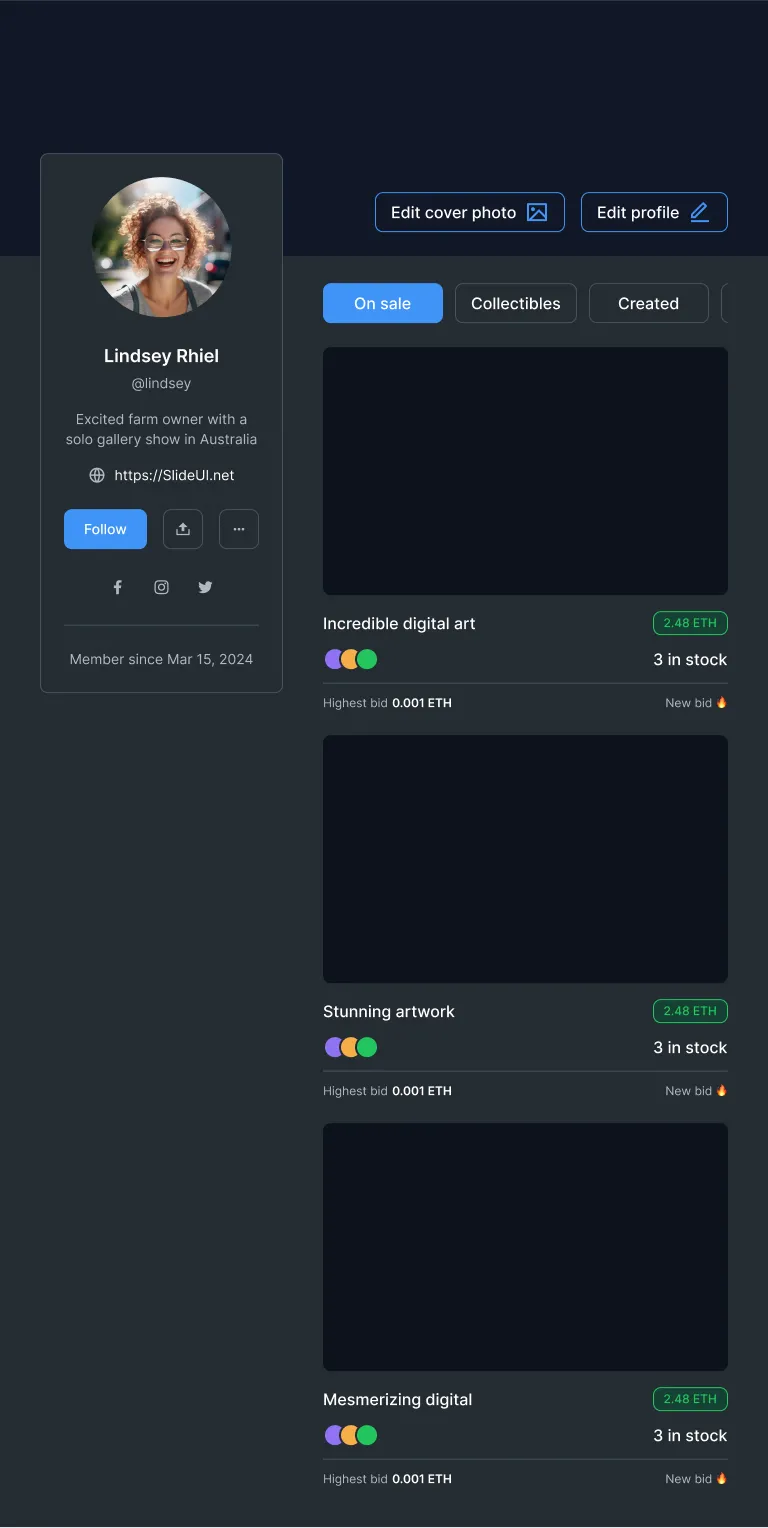 Edit cover photo
Edit profile
Lindsey Rhiel
@lindsey
Excited farm owner with a
solo gallery show in Australia
https://SlideUI.net
Follow
Member since Mar 15, 2024
On sale
Collectibles
Created
Incredible digital art
2.48 ETH
3 in stock
Highest bid 0.001 ETH
New bid 🔥
Stunning artwork
2.48 ETH
3 in stock
Highest bid 0.001 ETH
New bid 🔥
Mesmerizing digital
2.48 ETH
3 in stock
Highest bid 0.001 ETH
New bid 🔥